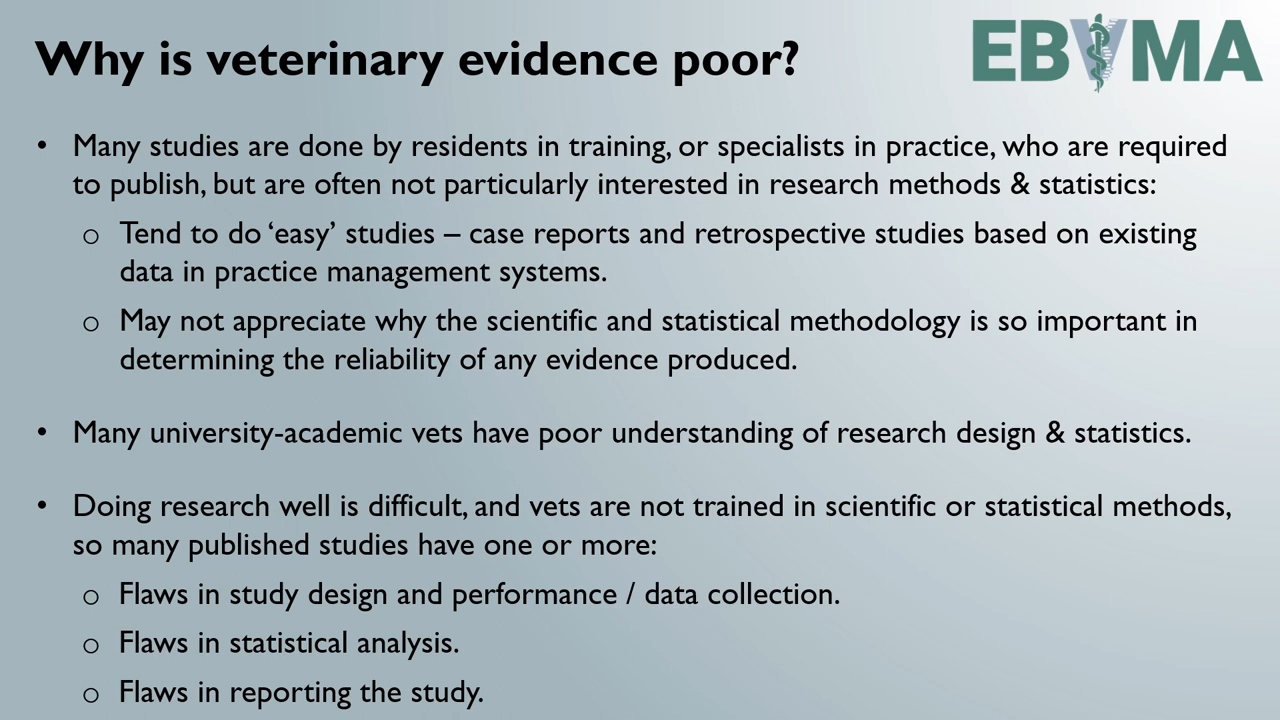 Why is veterinary evidence poor?
EBVMA
• Many studies are done by residents in training, or specialists in practice, who are required
to publish, but are often not particularly interested in research methods & statistics:
o Tend to do ‘easy’ studies – case reports and retrospective studies based on existing
data in practice management systems.
o May not appreciate why the scientific and statistical methodology is so important in
determining the reliability of any evidence produced.
• Many university-academic vets have poor understanding of research design & statistics.
• Doing research well is difficult, and vets are not trained in scientific or statistical methods,
so many published studies have one or more:
o Flaws in study design and performance / data collection.
o Flaws in statistical analysis.
o Flaws in reporting the study.